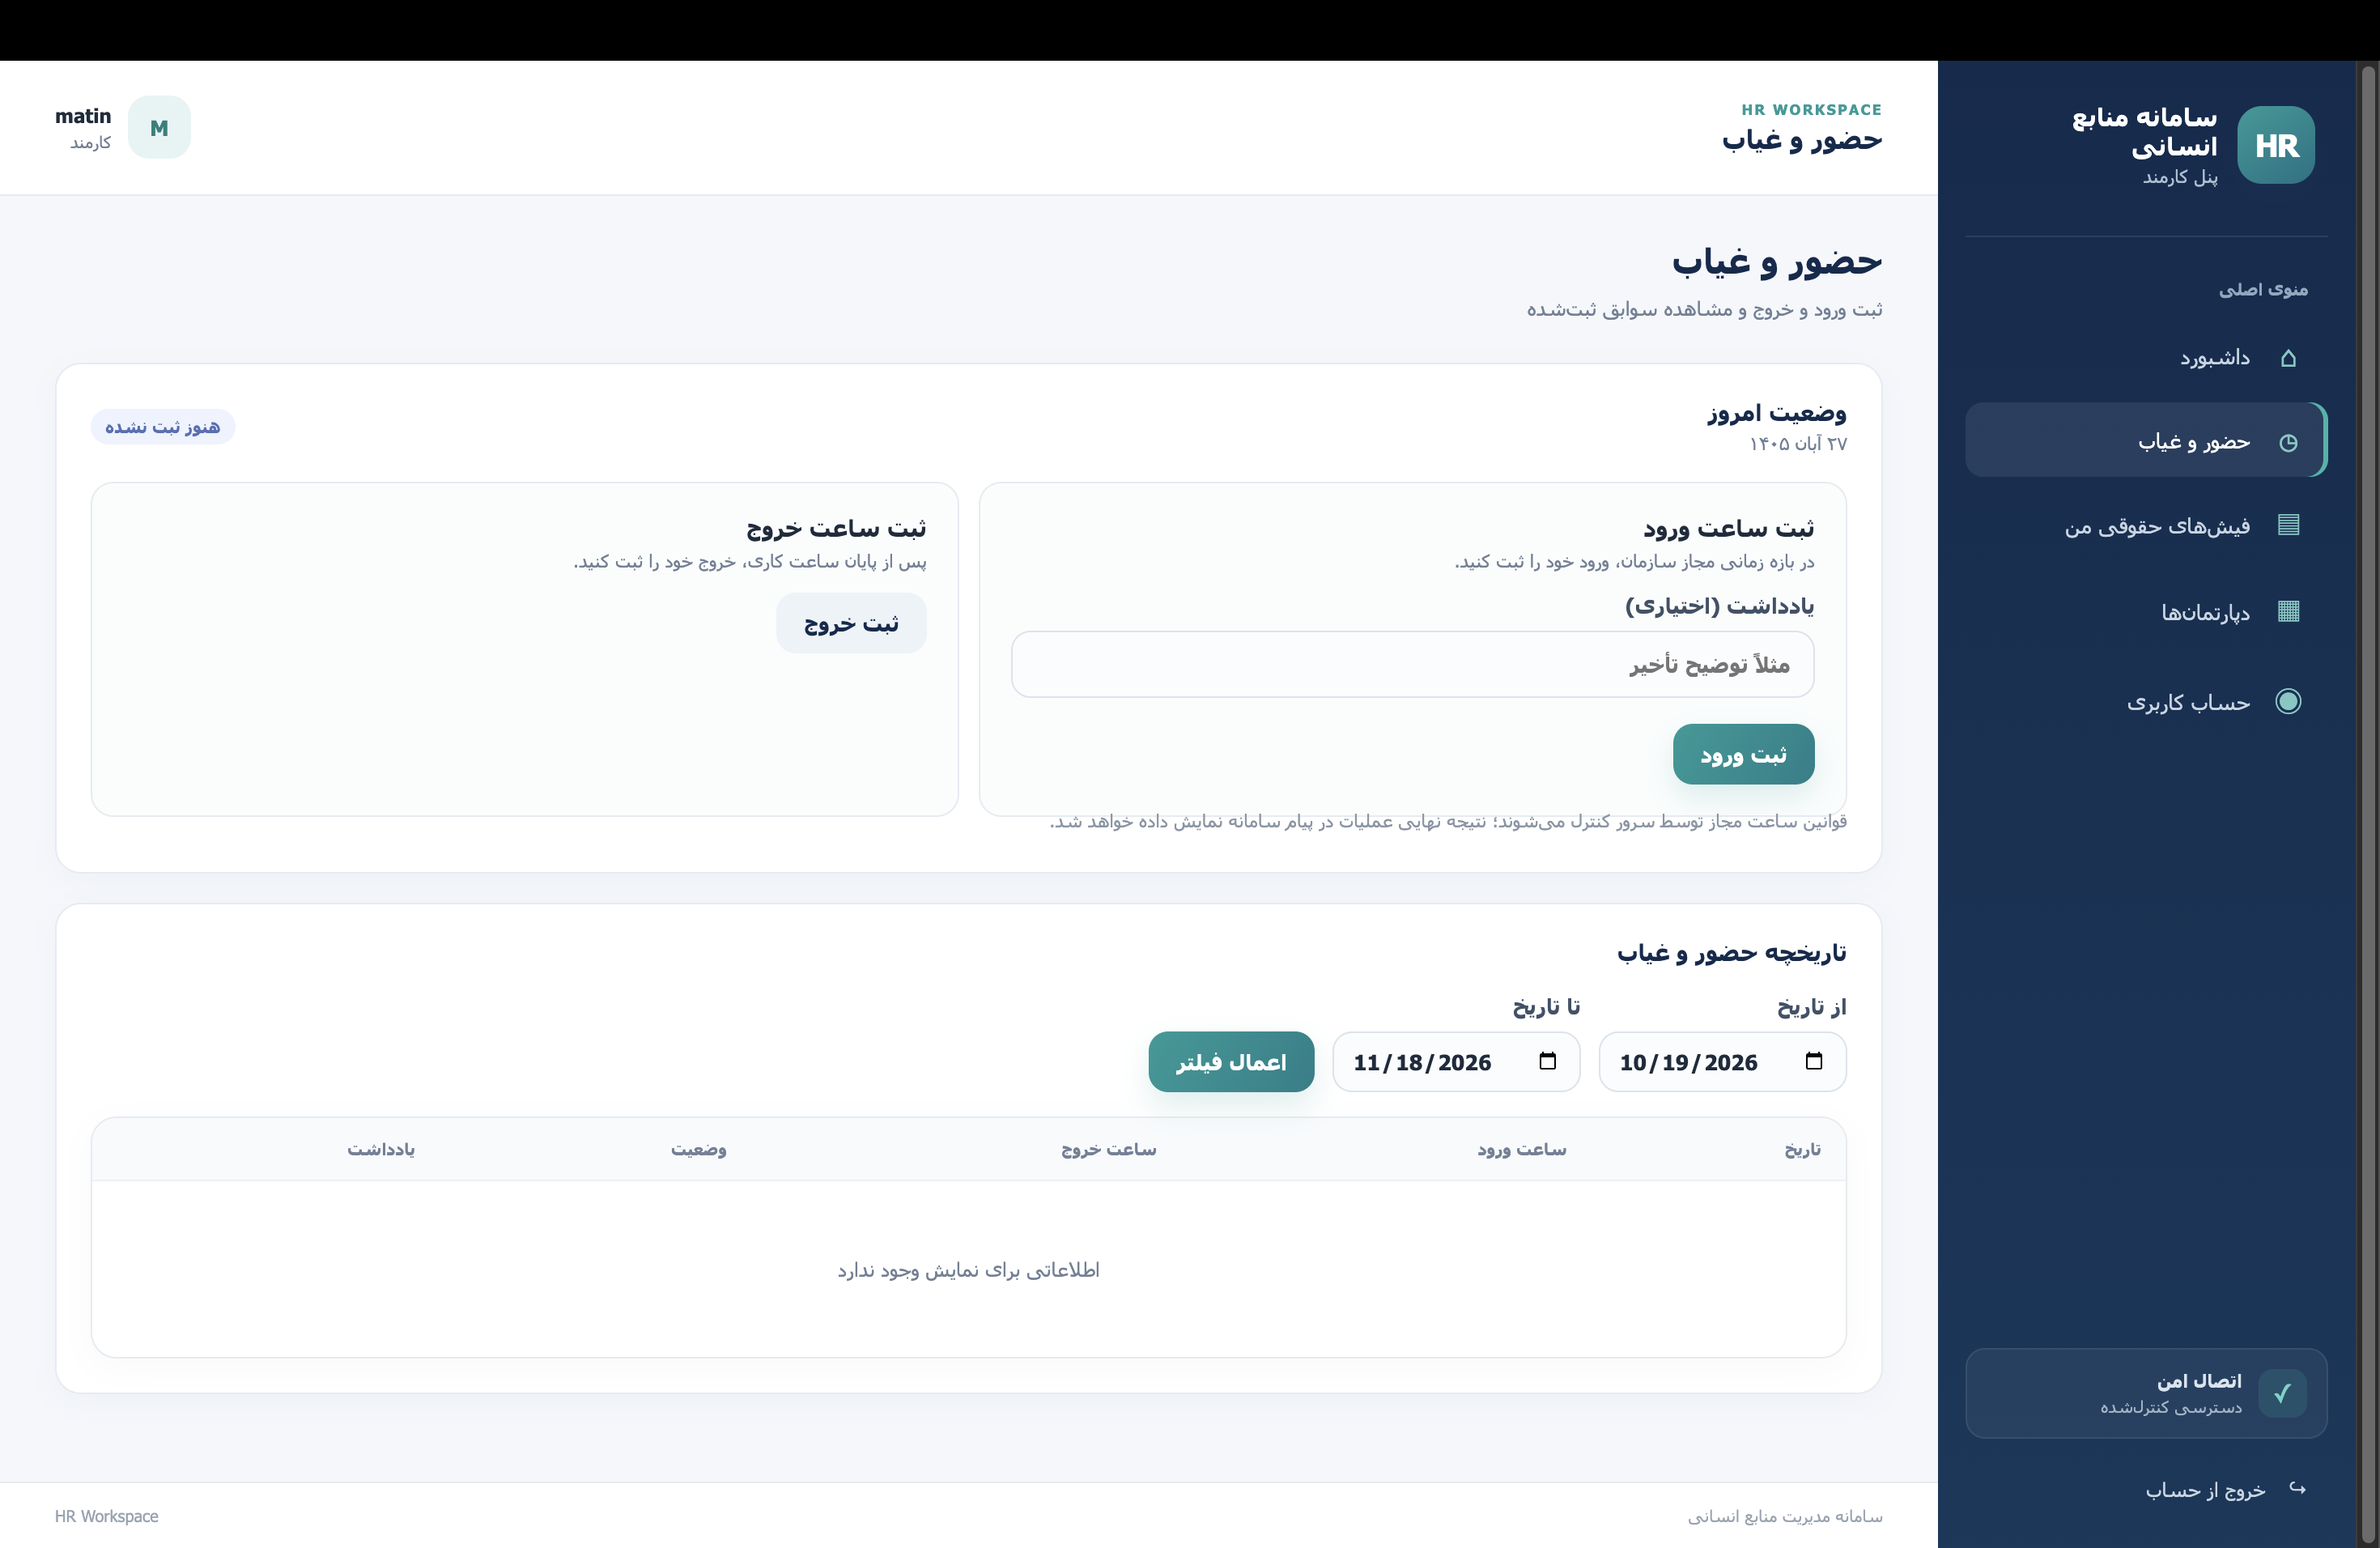 HR
سامانه منابع
انسانی
پنل کارمند
منوی اصلی
داشبورد
حضور و غیاب
فیش‌های حقوقی من
دپارتمان‌ها
حساب کاربری
اتصال امن
دسترسی کنترل‌شده
خروج از حساب
HR WORKSPACE
حضور و غیاب
M
matin
کارمند
حضور و غیاب
ثبت ورود و خروج و مشاهده سوابق ثبت‌شده
وضعیت امروز
۲۷ آبان ۱۴۰۵
هنوز ثبت نشده
ثبت ساعت ورود
در بازه زمانی مجاز سازمان، ورود خود را ثبت کنید.
یادداشت (اختیاری)
مثلاً توضیح تأخیر
ثبت ورود
ثبت ساعت خروج
پس از پایان ساعت کاری، خروج خود را ثبت کنید.
ثبت خروج
قوانین ساعت مجاز توسط سرور کنترل می‌شوند؛ نتیجه نهایی عملیات در پیام سامانه نمایش داده خواهد شد.
تاریخچه حضور و غیاب
از تاریخ
10/19/2026
تا تاریخ
11/18/2026
اعمال فیلتر
تاریخ ساعت ورود ساعت خروج وضعیت یادداشت
اطلاعاتی برای نمایش وجود ندارد
سامانه مدیریت منابع انسانی
HR Workspace